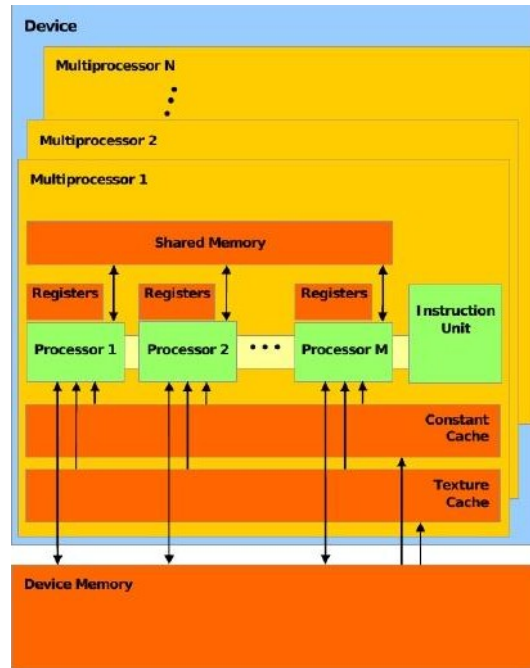 Device
Multiprocessor N
Multiprocessor 2
Multiprocessor 1
Shared Memory
Registers
Registers
Registers
Instruction
Unit
Processor 1
Processor 2
Processor M
Constant
Cache
Texture
Cache
Device Memory